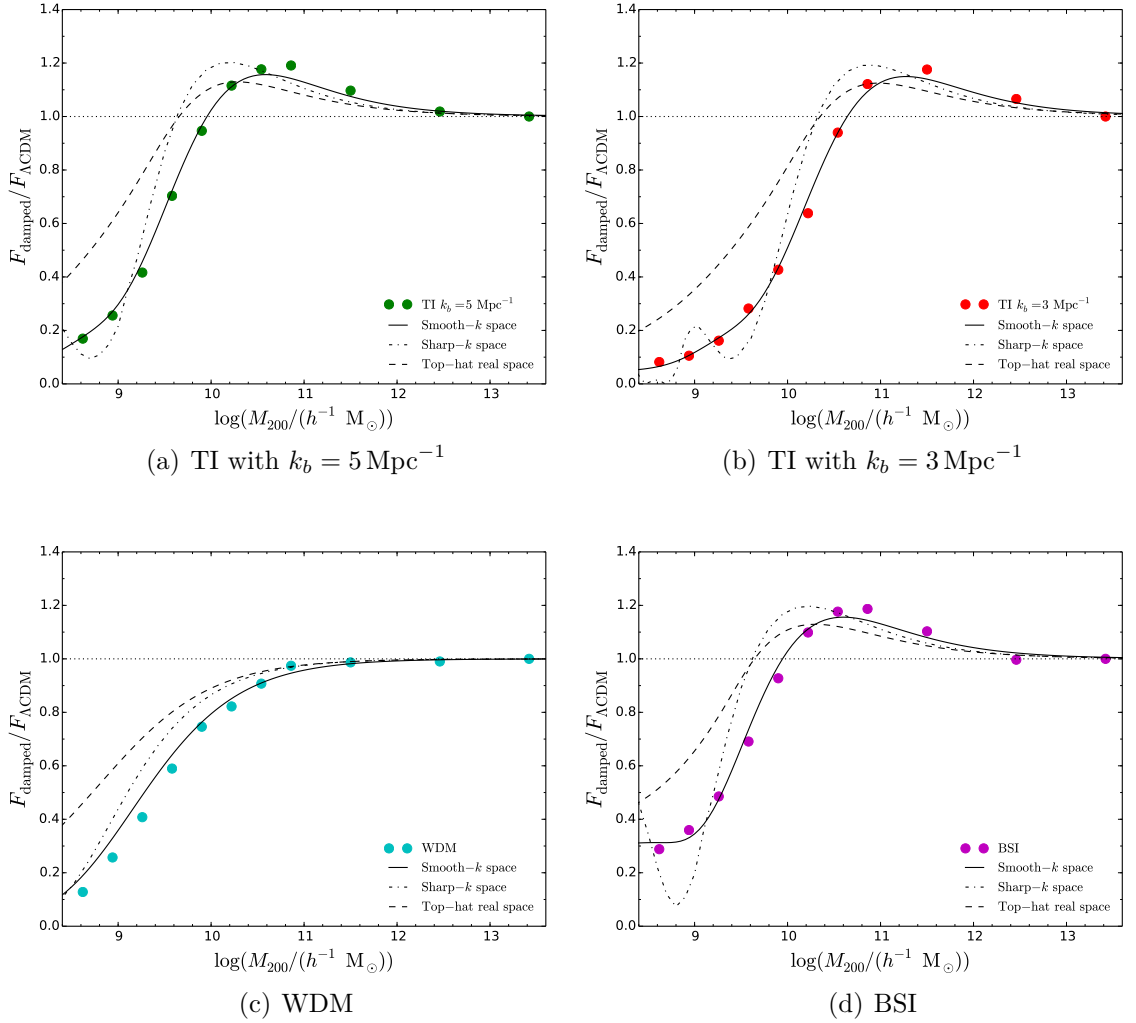 1.4
1.2
1.0
0.8
0.6
0.4
0.2
0.0
F_damped/F_ΛCDM
TI k_b = 5 Mpc⁻¹
Smooth−k space
Sharp−k space
Top−hat real space
9 10 11 12 13
log(M₂₀₀/(h⁻¹ M_⊙))
(a) TI with k_b = 5 Mpc⁻¹
1.4
1.2
1.0
0.8
0.6
0.4
0.2
0.0
F_damped/F_ΛCDM
TI k_b = 3 Mpc⁻¹
Smooth−k space
Sharp−k space
Top−hat real space
9 10 11 12 13
log(M₂₀₀/(h⁻¹ M_⊙))
(b) TI with k_b = 3 Mpc⁻¹
1.4
1.2
1.0
0.8
0.6
0.4
0.2
0.0
F_damped/F_ΛCDM
WDM
Smooth−k space
Sharp−k space
Top−hat real space
9 10 11 12 13
log(M₂₀₀/(h⁻¹ M_⊙))
(c) WDM
1.4
1.2
1.0
0.8
0.6
0.4
0.2
0.0
F_damped/F_ΛCDM
BSI
Smooth−k space
Sharp−k space
Top−hat real space
9 10 11 12 13
log(M₂₀₀/(h⁻¹ M_⊙))
(d) BSI